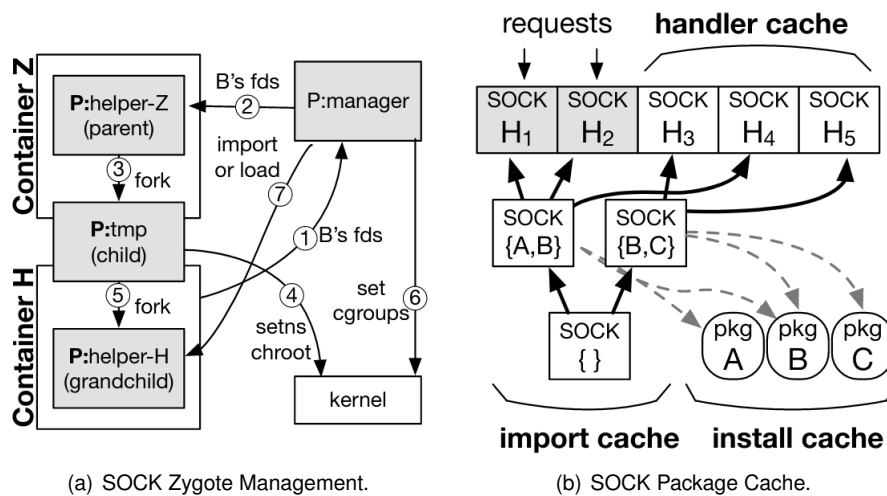 Container Z
P:helper-Z
(parent)
B's fds
2
P:manager
3
fork
import
or load
7
P:tmp
(child)
1
B's fds
Container H
5
fork
4
setns
chroot
set
cgroups
6
P:helper-H
(grandchild)
kernel
(a) SOCK Zygote Management.
requests
handler cache
SOCK
H1
SOCK
H2
SOCK
H3
SOCK
H4
SOCK
H5
SOCK
{A,B}
SOCK
{B,C}
SOCK
{ }
pkg
A
pkg
B
pkg
C
import cache
install cache
(b) SOCK Package Cache.